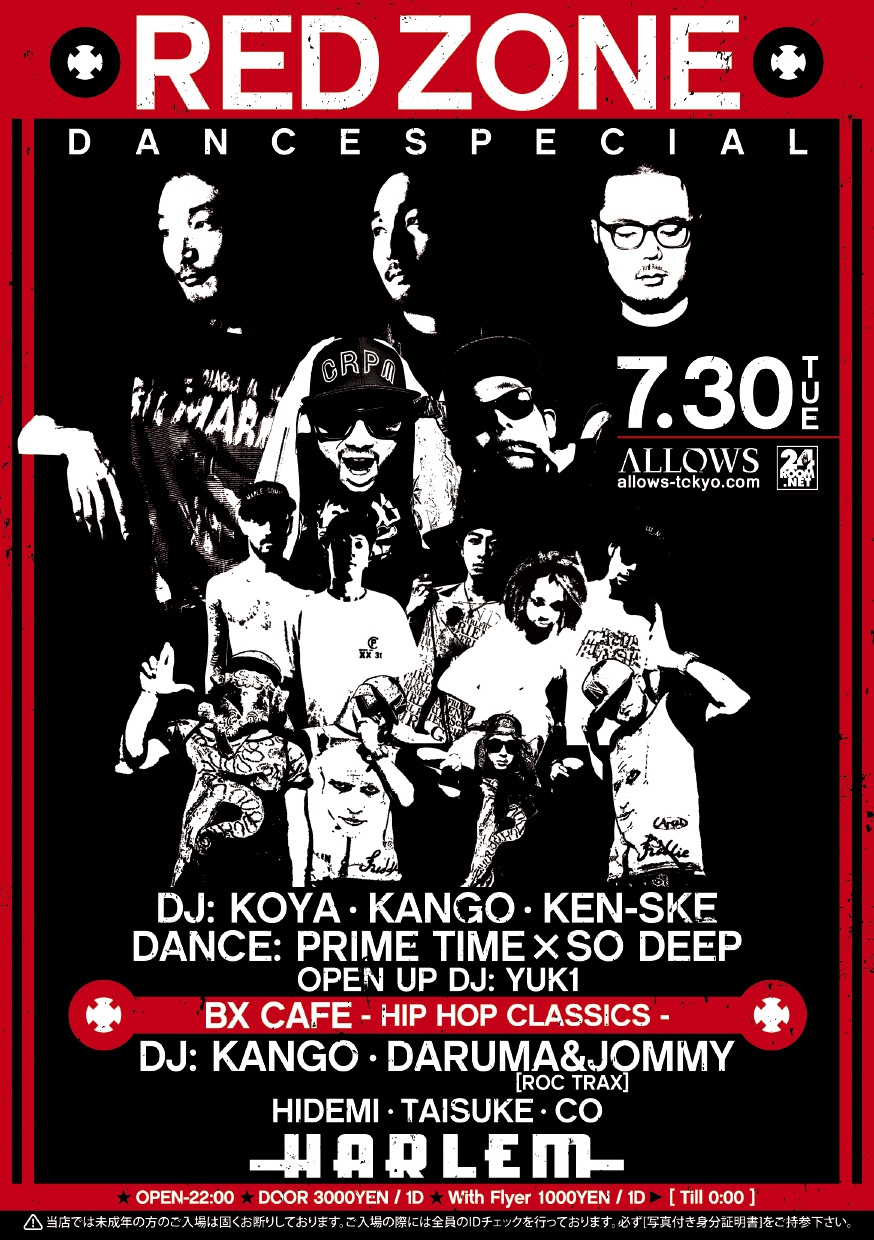 RED ZONE
DANCE SPECIAL
CRPM
7.30 TUE
ALLOWS
allows-tokyo.com
24
ROOM
.NET
XX 31
DJ: KOYA · KANGO · KEN-SKE
DANCE: PRIME TIME × SO DEEP
OPEN UP DJ: YUK1
BX CAFE - HIP HOP CLASSICS -
DJ: KANGO · DARUMA&JOMMY
[ROC TRAX]
HIDEMI · TAISUKE · CO
HARLEM
★ OPEN-22:00 ★ DOOR 3000YEN / 1D ★ With Flyer 1000YEN / 1D ▶ [ Till 0:00 ]
⚠ 当店では未成年の方のご入場は固くお断りしております。ご入場の際には全員のIDチェックを行っております。必ず[写真付き身分証明書]をご持参下さい。